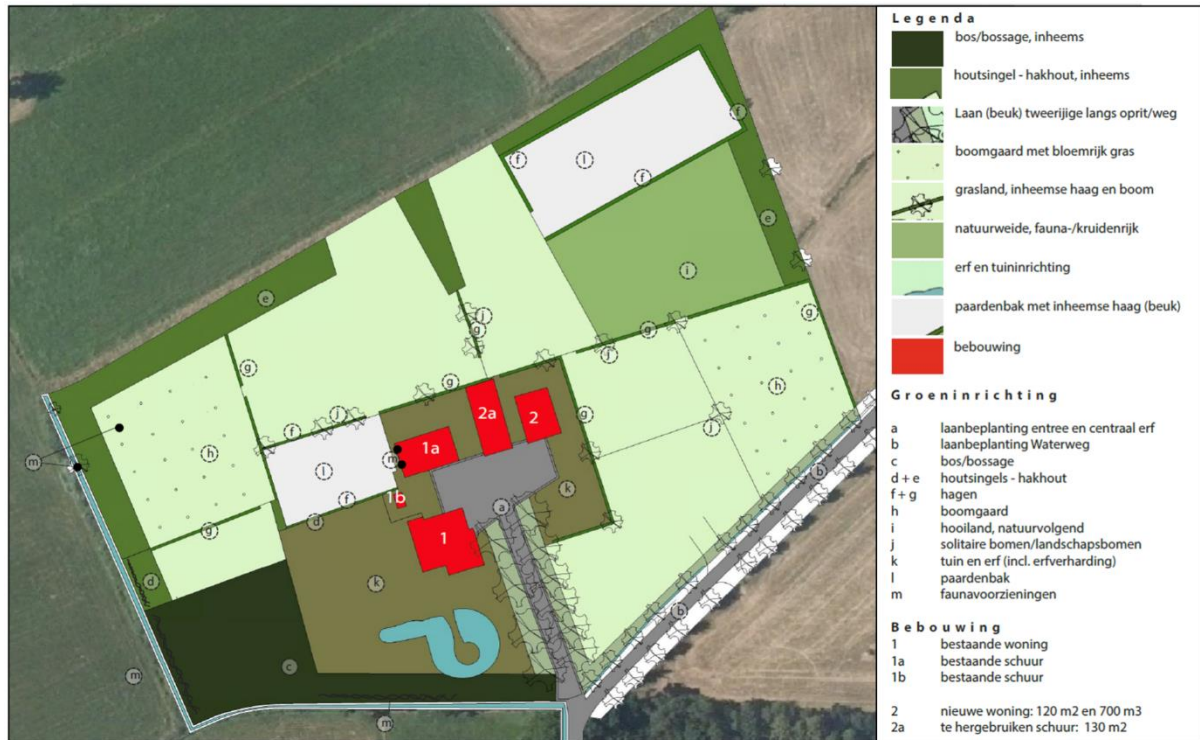 f
f
l
f
e
e
i
j
g
g
g
j
g
j
g
h
g
f
j
2a
2
g
j
m
h
l
1a
m
b
1b
f
k
d
a
g
1
d
k
b
c
m
m
Legenda
bos/bossage, inheems
houtsingel - hakhout, inheems
Laan (beuk) tweerijige langs oprit/weg
boomgaard met bloemrijk gras
grasland, inheemse haag en boom
natuurweide, fauna-/kruidenrijk
erf en tuininrichting
paardenbak met inheemse haag (beuk)
bebouwing
Groeninrichting
a laanbeplanting entree en centraal erf
b laanbeplanting Waterweg
c bos/bossage
d + e houtsingels - hakhout
f + g hagen
h boomgaard
i hooiland, natuurvolgend
j solitaire bomen/landschapsbomen
k tuin en erf (incl. erfverharding)
l paardenbak
m faunavoorzieningen
Bebouwing
1 bestaande woning
1a bestaande schuur
1b bestaande schuur
2 nieuwe woning: 120 m2 en 700 m3
2a te hergebruiken schuur: 130 m2